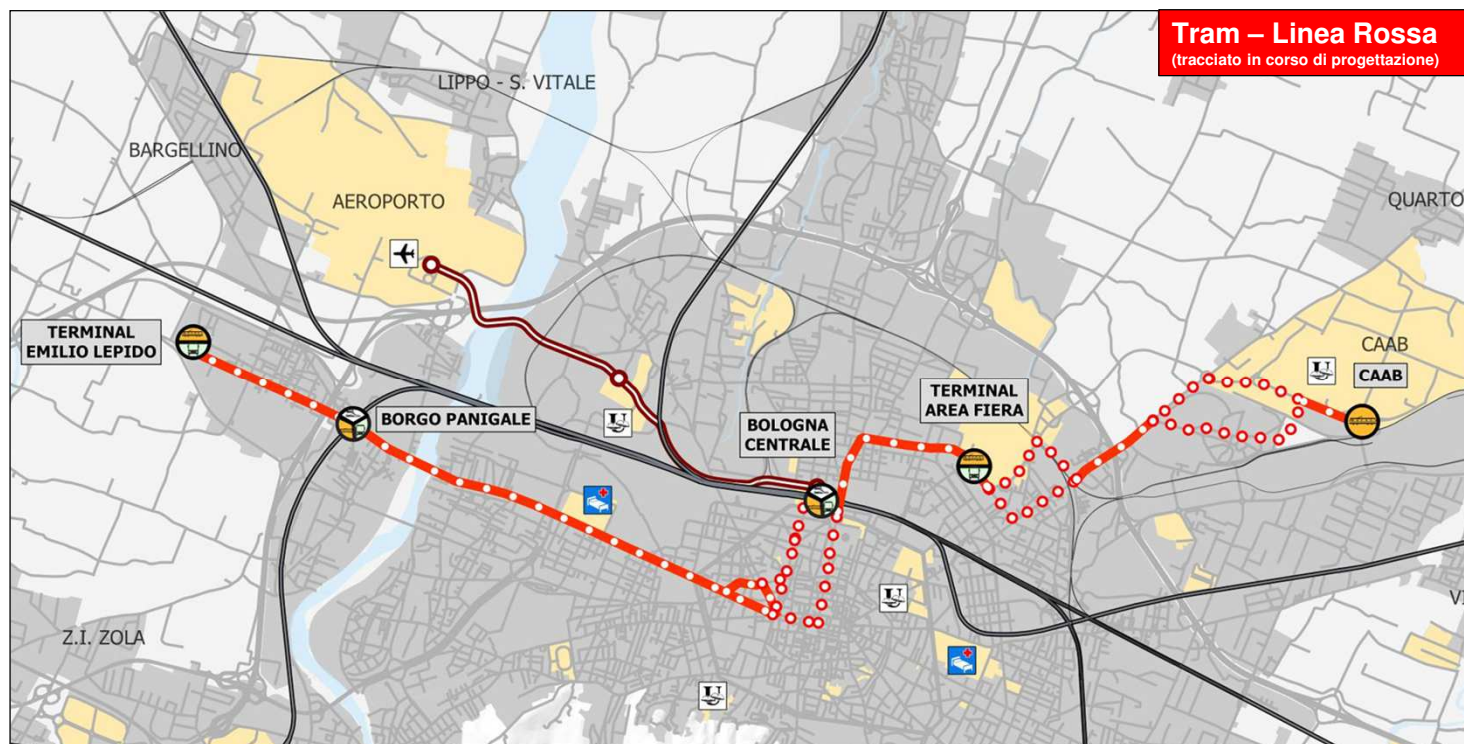 Tram – Linea Rossa
(tracciato in corso di progettazione)
LIPPO - S. VITALE
BARGELLINO
AEROPORTO
QUARTO
TERMINAL
EMILIO LEPIDO
CAAB
CAAB
TERMINAL
AREA FIERA
BORGO PANIGALE
BOLOGNA
CENTRALE
U
U
U
U
Z.I. ZOLA
VI